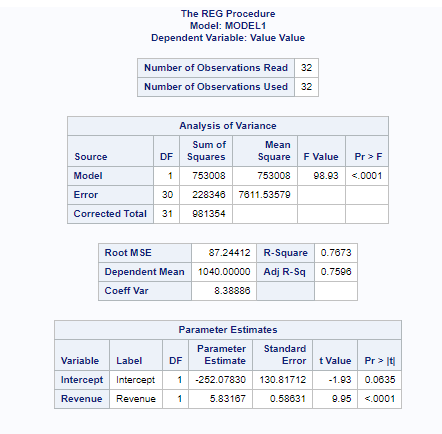 The REG Procedure
Model: MODEL1
Dependent Variable: Value Value
Number of Observations Read 32
Number of Observations Used 32
Analysis of Variance
Source DF Sum of Squares Mean Square F Value Pr > F
Model 1 753008 753008 98.93 <.0001
Error 30 228346 7611.53579
Corrected Total 31 981354
Root MSE 87.24412 R-Square 0.7673
Dependent Mean 1040.00000 Adj R-Sq 0.7596
Coeff Var 8.38886
Parameter Estimates
Variable Label DF Parameter Estimate Standard Error t Value Pr > |t|
Intercept Intercept 1 -252.07830 130.81712 -1.93 0.0635
Revenue Revenue 1 5.83167 0.58631 9.95 <.0001